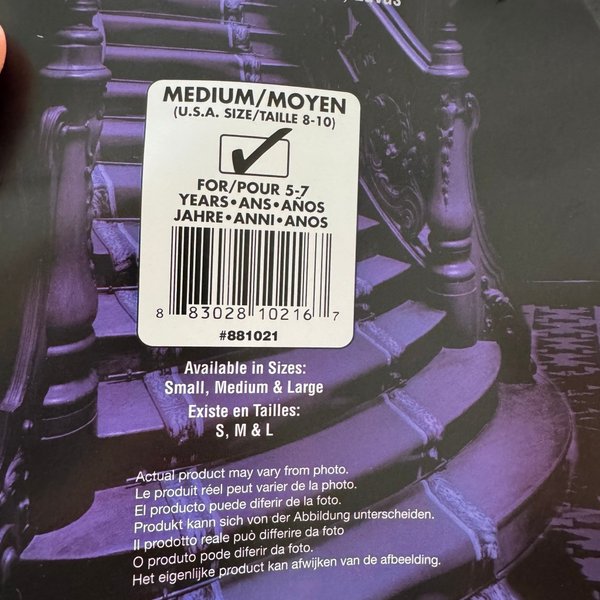 MEDIUM/MOYEN
(U.S.A. SIZE/TAILLE 8-10)
FOR/POUR 5-7
YEARS•ANS•AÑOS
JAHRE•ANNI•ANOS
8 83028 10216 7
#881021
Available in Sizes:
Small, Medium & Large
Existe en Tailles:
S, M & L
Actual product may vary from photo.
Le produit réel peut varier de la photo.
El producto puede diferir de la foto.
Produkt kann sich von der Abbildung unterscheiden.
Il prodotto reale può differire da foto
O produto pode diferir da foto.
Het eigenlijke product kan afwijken van de afbeelding.